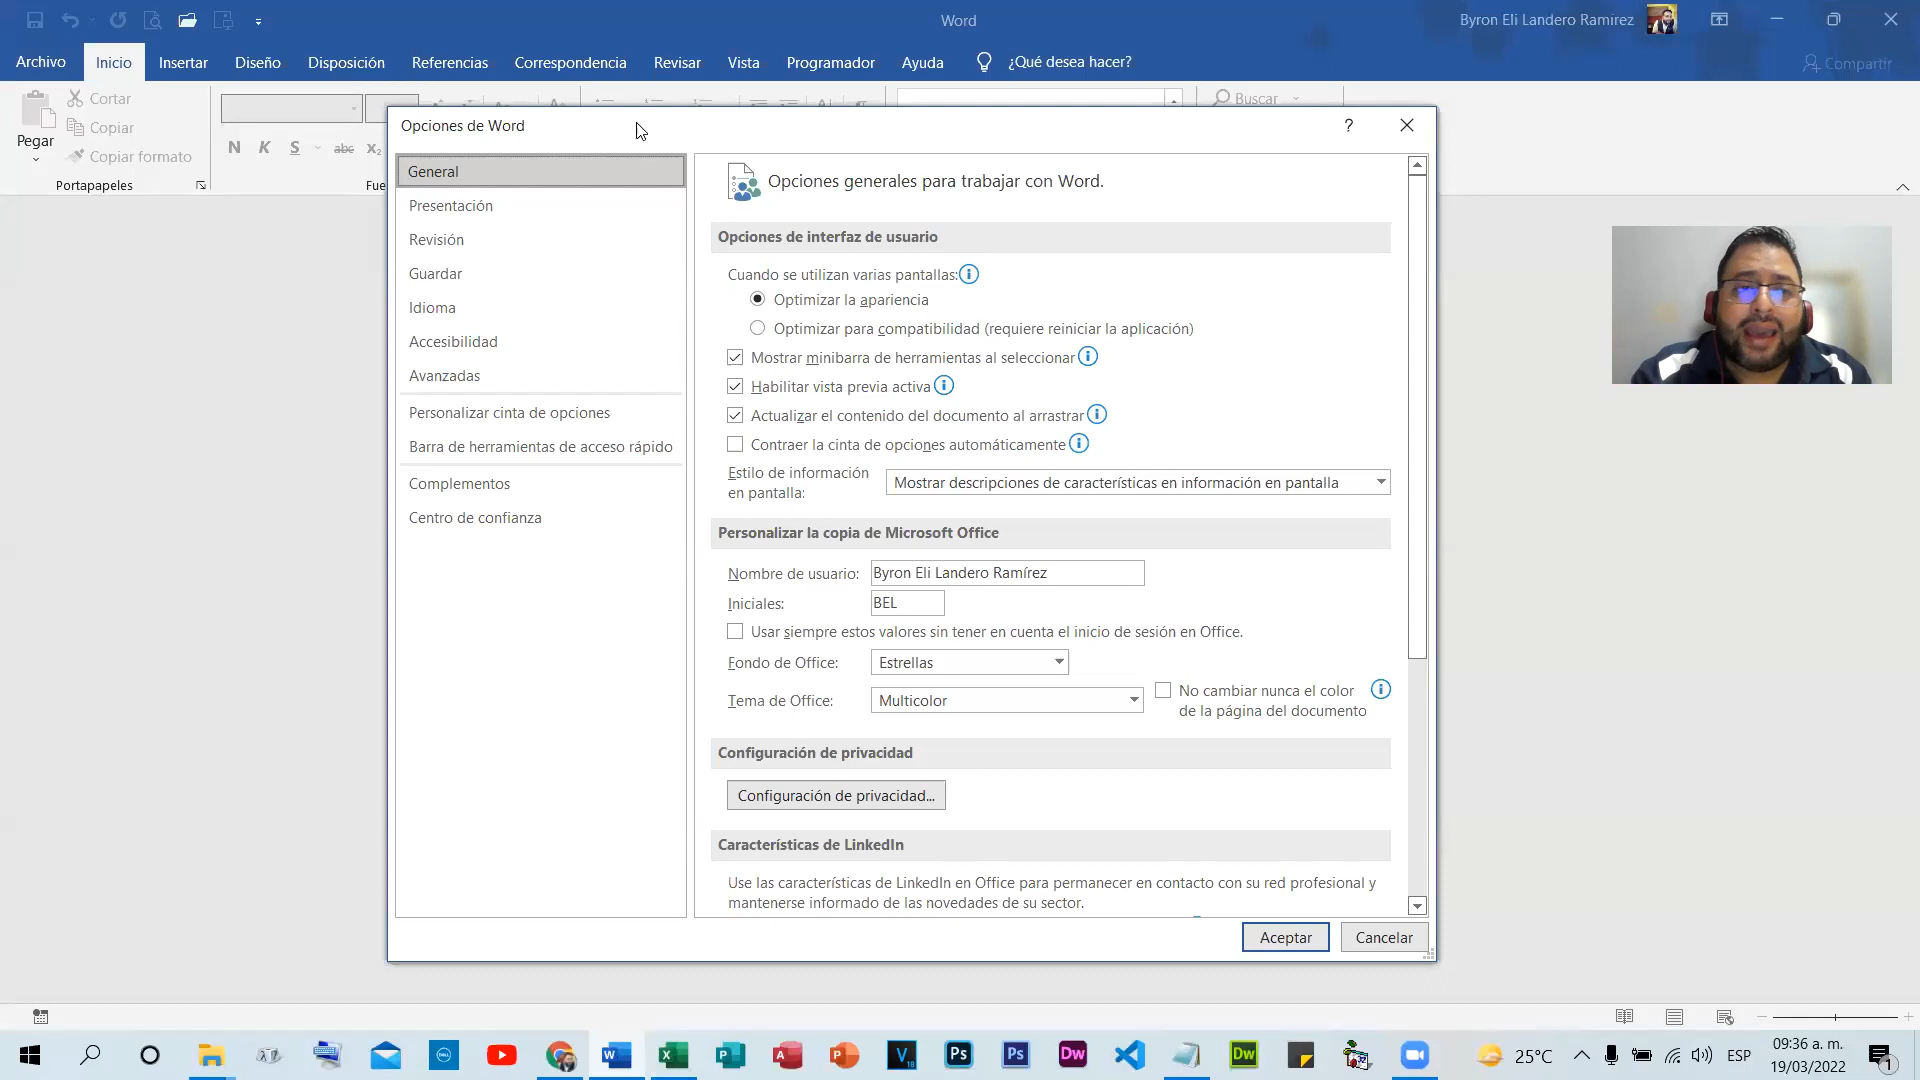 Word
Byron Eli Landero Ramirez
Archivo Inicio Insertar Diseño Disposición Referencias Correspondencia Revisar Vista Programador Ayuda ¿Qué desea hacer? Compartir
Pegar
Cortar
Copiar
Copiar formato
Portapapeles
N K S abc x₂
Fue
Buscar
Opciones de Word
?
General
Presentación
Revisión
Guardar
Idioma
Accesibilidad
Avanzadas
Personalizar cinta de opciones
Barra de herramientas de acceso rápido
Complementos
Centro de confianza
Opciones generales para trabajar con Word.
Opciones de interfaz de usuario
Cuando se utilizan varias pantallas:
Optimizar la apariencia
Optimizar para compatibilidad (requiere reiniciar la aplicación)
Mostrar minibarra de herramientas al seleccionar
Habilitar vista previa activa
Actualizar el contenido del documento al arrastrar
Contraer la cinta de opciones automáticamente
Estilo de información
en pantalla:
Mostrar descripciones de características en información en pantalla
Personalizar la copia de Microsoft Office
Nombre de usuario: Byron Eli Landero Ramírez
Iniciales: BEL
Usar siempre estos valores sin tener en cuenta el inicio de sesión en Office.
Fondo de Office: Estrellas
Tema de Office: Multicolor
No cambiar nunca el color
de la página del documento
Configuración de privacidad
Configuración de privacidad...
Características de LinkedIn
Use las características de LinkedIn en Office para permanecer en contacto con su red profesional y
mantenerse informado de las novedades de su sector.
Aceptar Cancelar
25°C
ESP
09:36 a. m.
19/03/2022
1